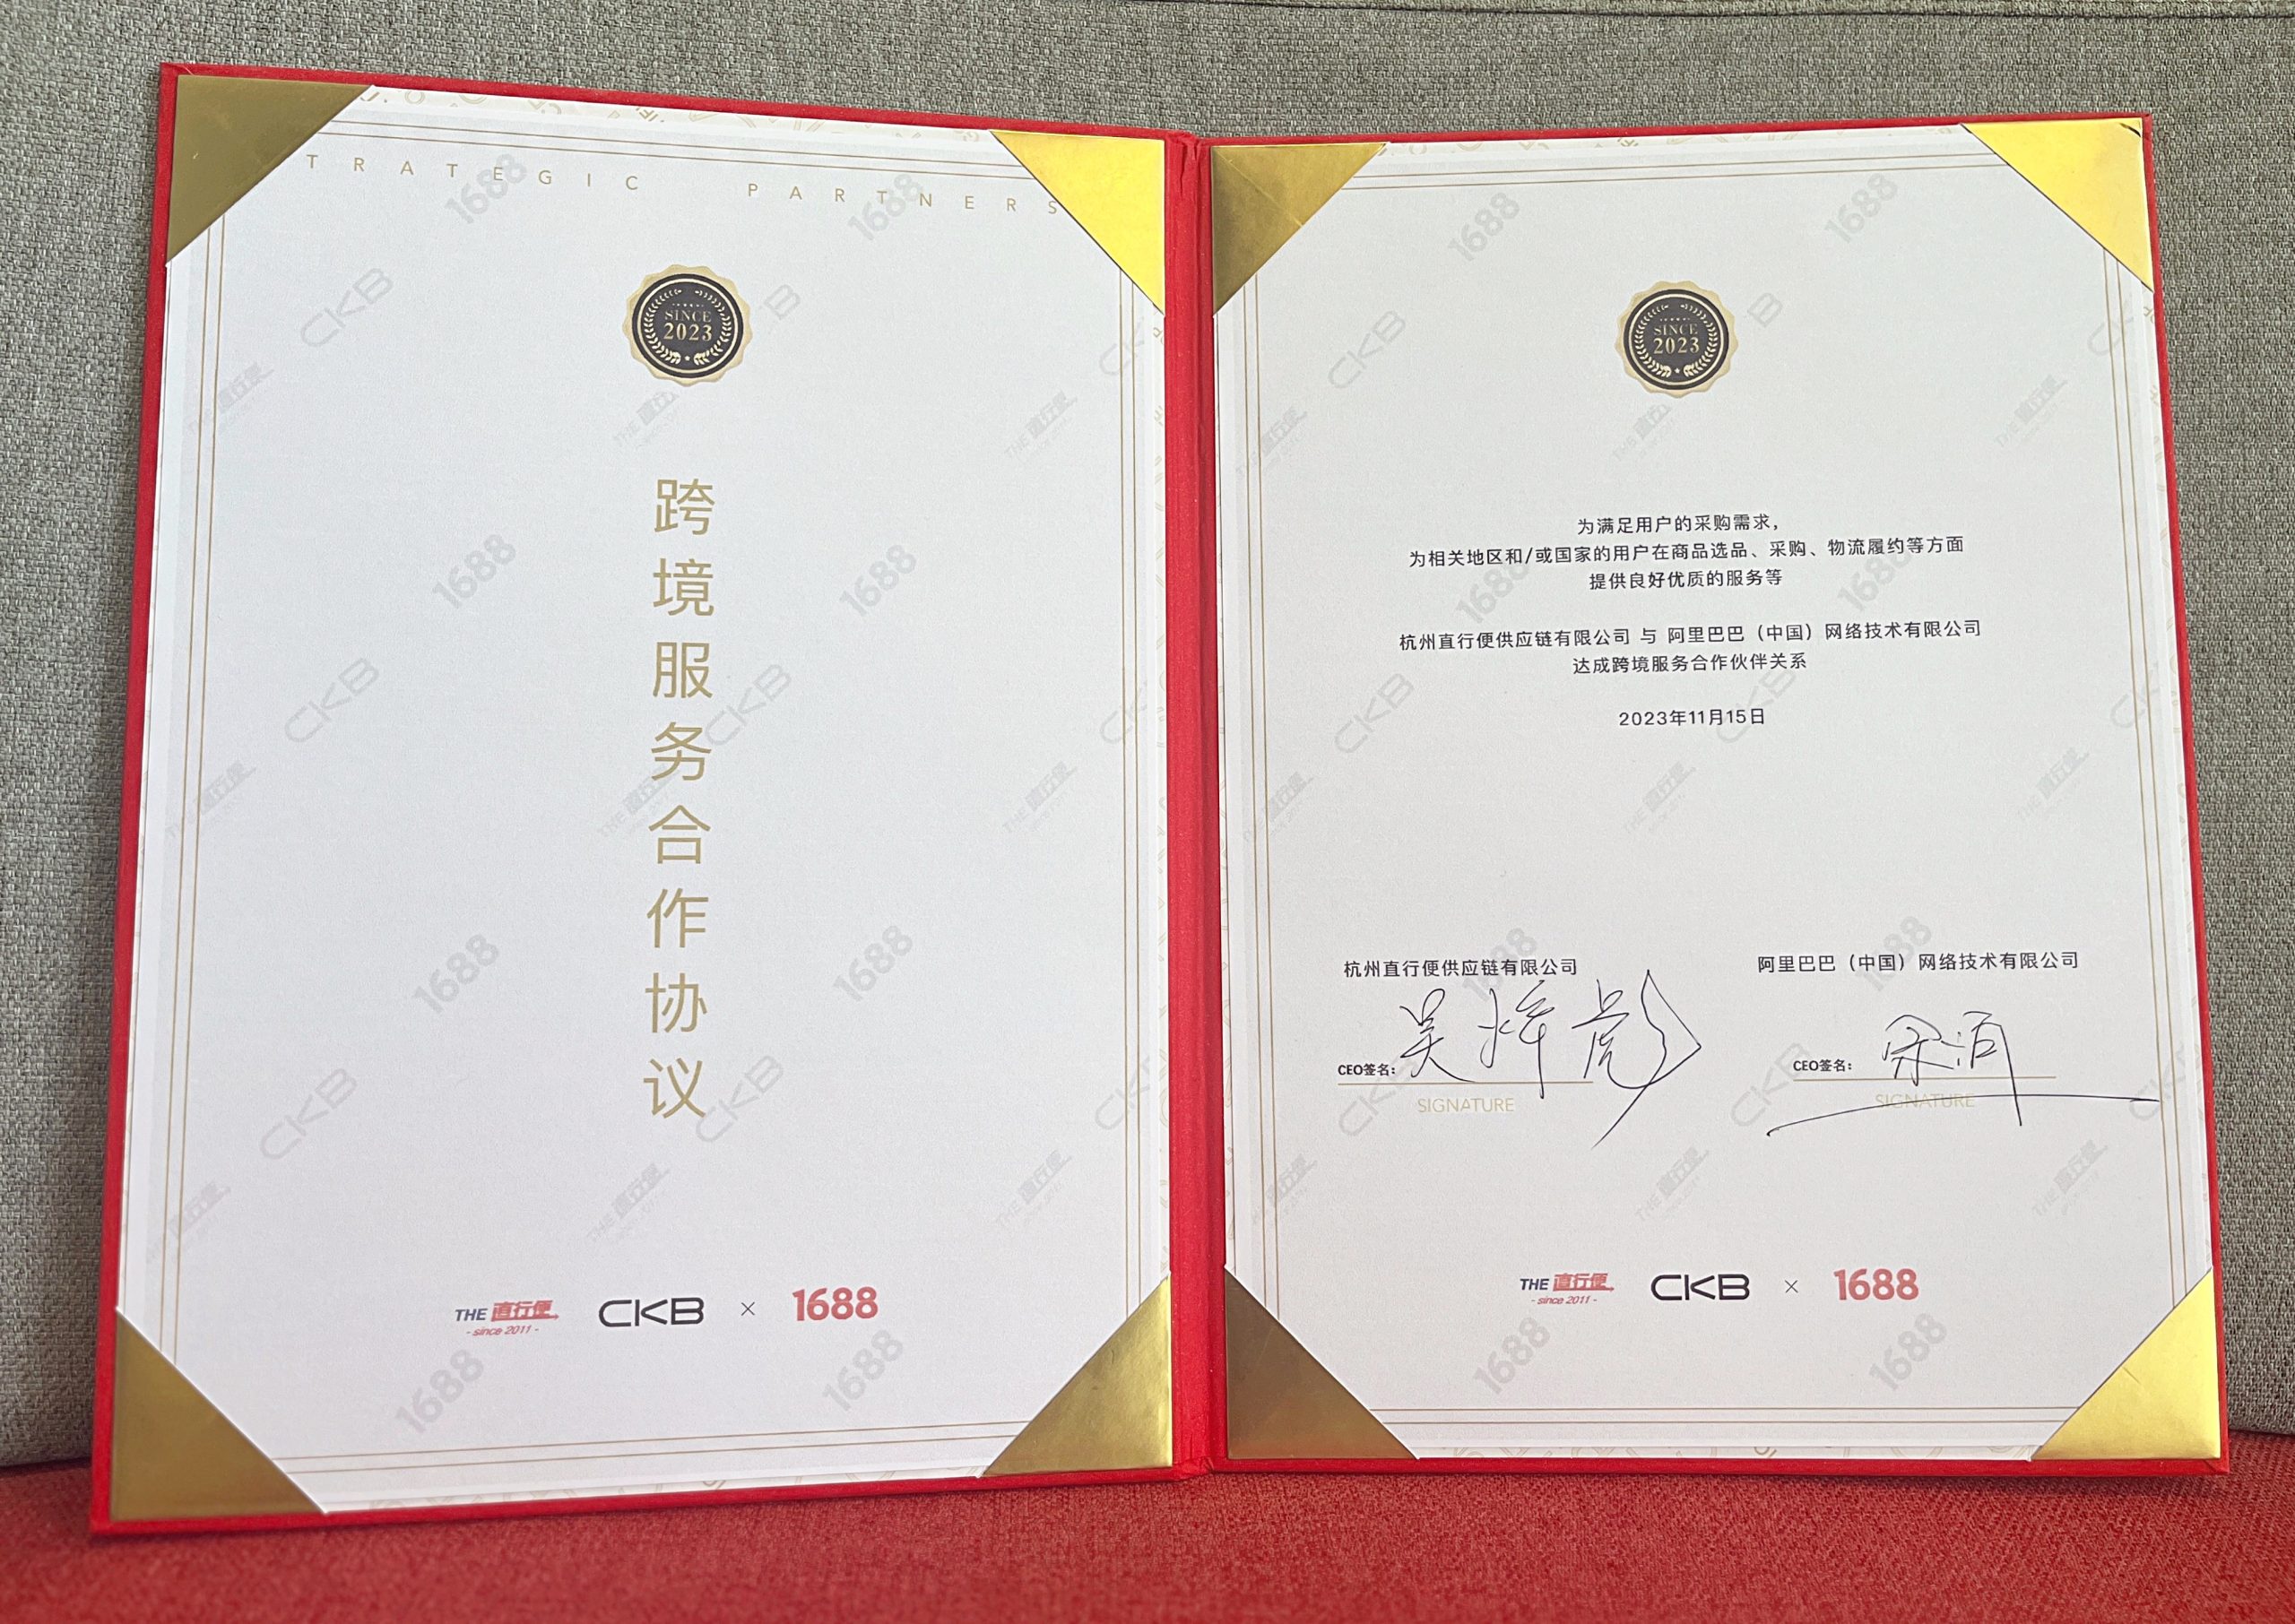 TRATEGIC PARTNERS
SINCE
2023
跨境服务合作协议
THE 直行便
- since 2011 -
CKB × 1688
SINCE
2023
为满足用户的采购需求，
为相关地区和/或国家的用户在商品选品、采购、物流履约等方面
提供良好优质的服务等
杭州直行便供应链有限公司 与 阿里巴巴（中国）网络技术有限公司
达成跨境服务合作伙伴关系
2023年11月15日
杭州直行便供应链有限公司
CEO签名：
SIGNATURE
阿里巴巴（中国）网络技术有限公司
CEO签名：
SIGNATURE
THE 直行便
- since 2011 -
CKB × 1688